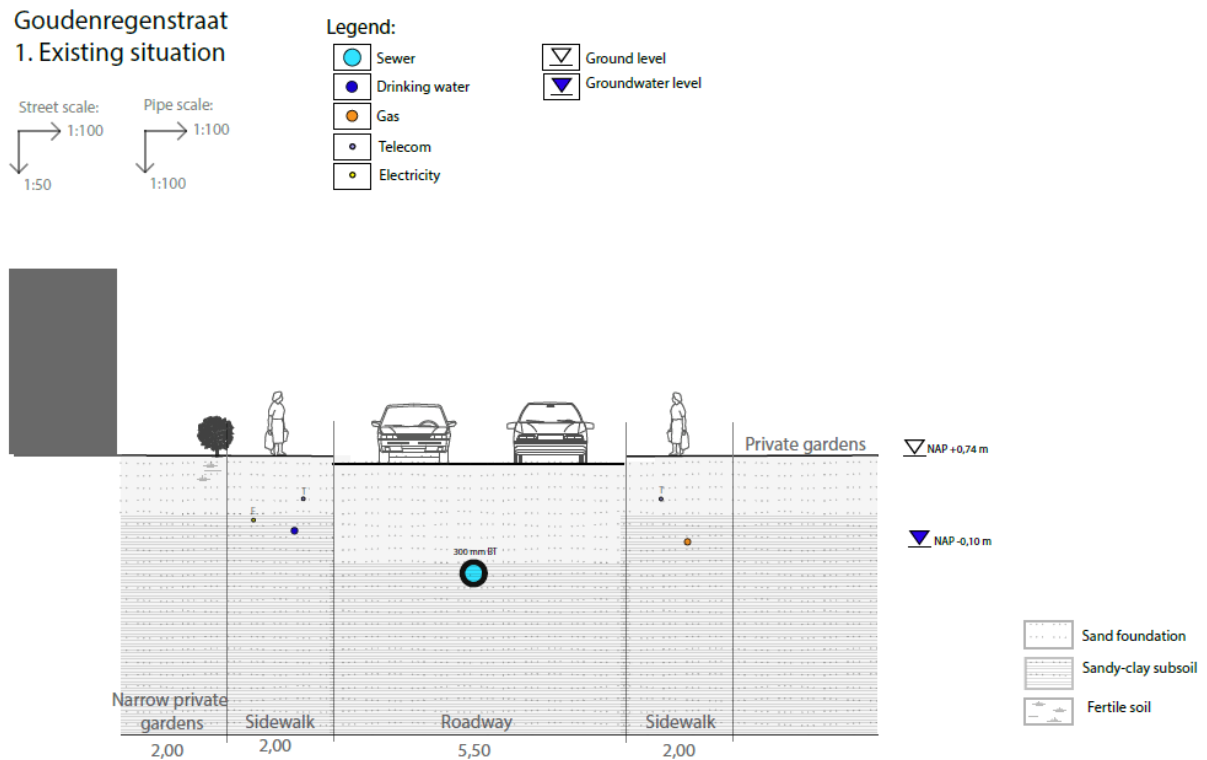 Goudenregenstraat
1. Existing situation
Street scale:
1:100
1:50
Pipe scale:
1:100
1:100
Legend:
Sewer
Drinking water
Gas
Telecom
Electricity
Ground level
Groundwater level
Private gardens
NAP +0,74 m
T
T
E
NAP -0,10 m
300 mm BT
Sand foundation
Sandy-clay subsoil
Fertile soil
Narrow private
gardens
Sidewalk
Roadway
Sidewalk
2,00
2,00
5,50
2,00